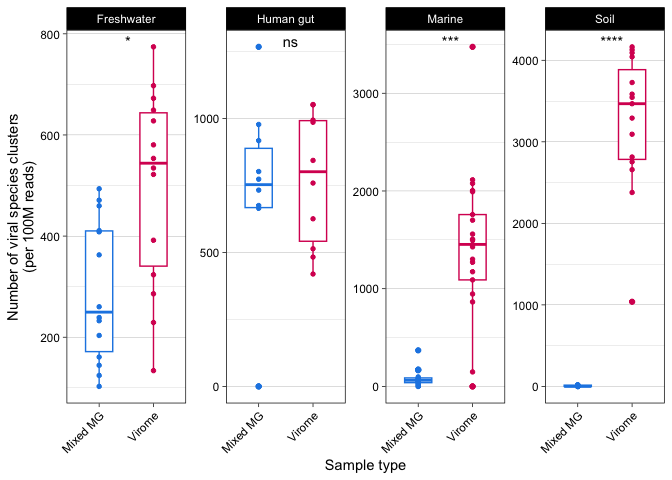 Freshwater
Human gut
Marine
Soil
Number of viral species clusters
(per 100M reads)
800
600
400
200
*
Mixed MG
Virome
1000
500
0
ns
Mixed MG
Virome
3000
2000
1000
0
***
Mixed MG
Virome
4000
3000
2000
1000
0
****
Mixed MG
Virome
Sample type